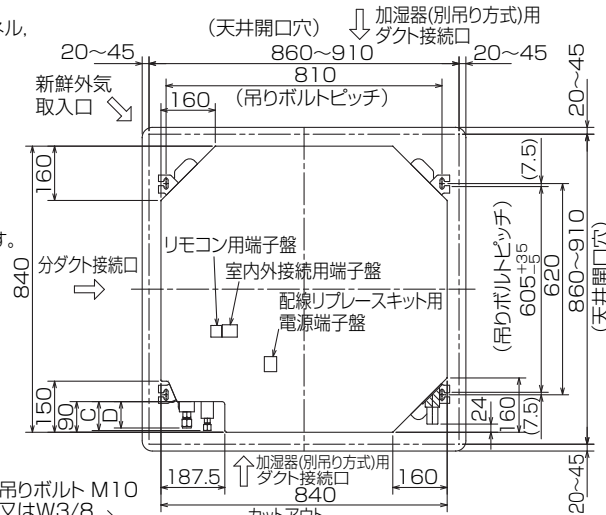 ネル,
(天井開口穴)
加湿器(別吊り方式)用
ダクト接続口
20〜45
860〜910
20〜45
810
(吊りボルトピッチ)
新鮮外気
取入口
160
20〜45
160
(7.5)
840
す。
分ダクト接続口
リモコン用端子盤
室内外接続用端子盤
配線リプレースキット用
電源端子盤
(吊りボルトピッチ)
605 +35 -5
620
860〜910
(天井開口穴)
150
90
C
D
24
160
(7.5)
187.5
加湿器(別吊り方式)用
ダクト接続口
160
840
20〜45
吊りボルト M10
又はW3/8
カットアウト